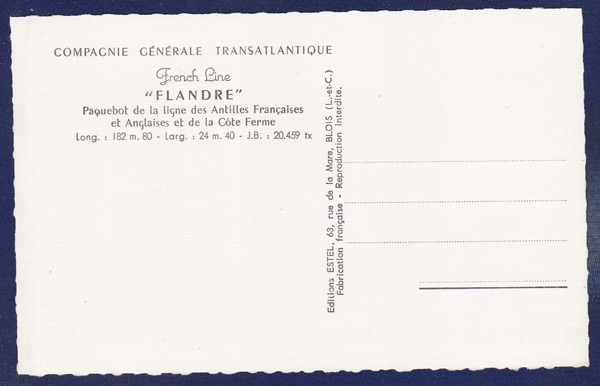 COMPAGNIE GÉNÉRALE TRANSATLANTIQUE
French Line
"FLANDRE"
Paquebot de la ligne des Antilles Françaises
et Anglaises et de la Côte Ferme
Long. : 182 m. 80 - Larg. : 24 m. 40 - J.B. : 20.459 tx
Editions ESTEL, 63, rue de la Mare, BLOIS (L.-et-C.)
Fabrication française - Reproduction interdite.